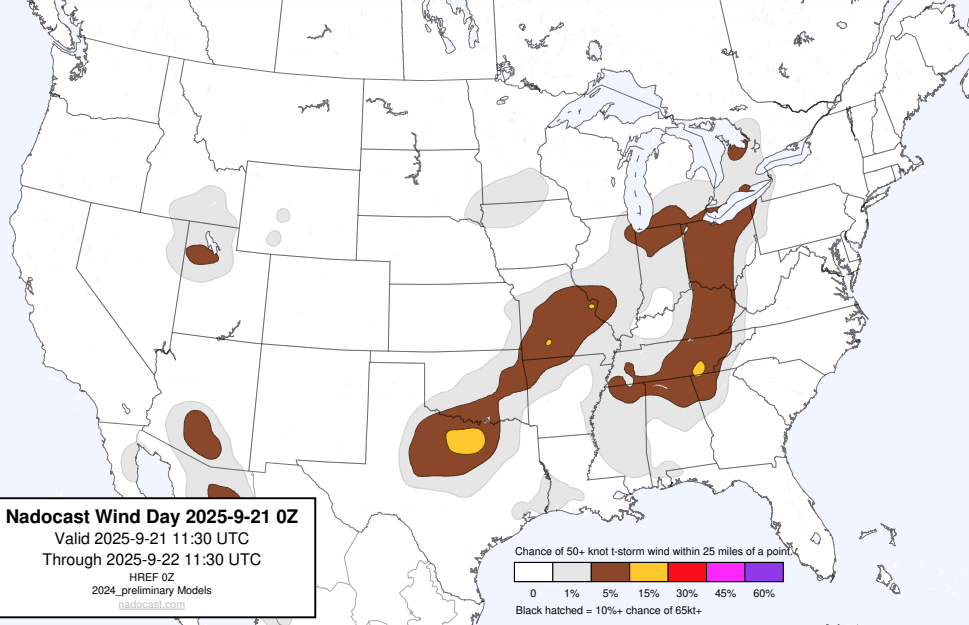 Nadocast Wind Day 2025-9-21 0Z
Valid 2025-9-21 11:30 UTC
Through 2025-9-22 11:30 UTC
HREF 0Z
2024_preliminary Models
nadocast.com
Chance of 50+ knot t-storm wind within 25 miles of a point.
0 1% 5% 15% 30% 45% 60%
Black hatched = 10%+ chance of 65kt+